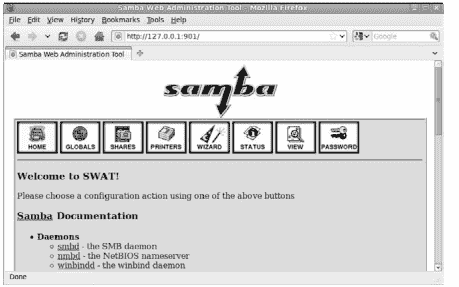 Samba Web Administration Tool - Mozilla Firefox
File Edit View History Bookmarks Tools Help
http://127.0.0.1:901/
Google
Samba Web Administration Tool
samba
HOME GLOBALS SHARES PRINTERS WIZARD STATUS VIEW PASSWORD
Welcome to SWAT!
Please choose a configuration action using one of the above buttons
Samba Documentation
• Daemons
○ smbd - the SMB daemon
○ nmbd - the NetBIOS nameserver
○ winbindd - the winbind daemon
Done